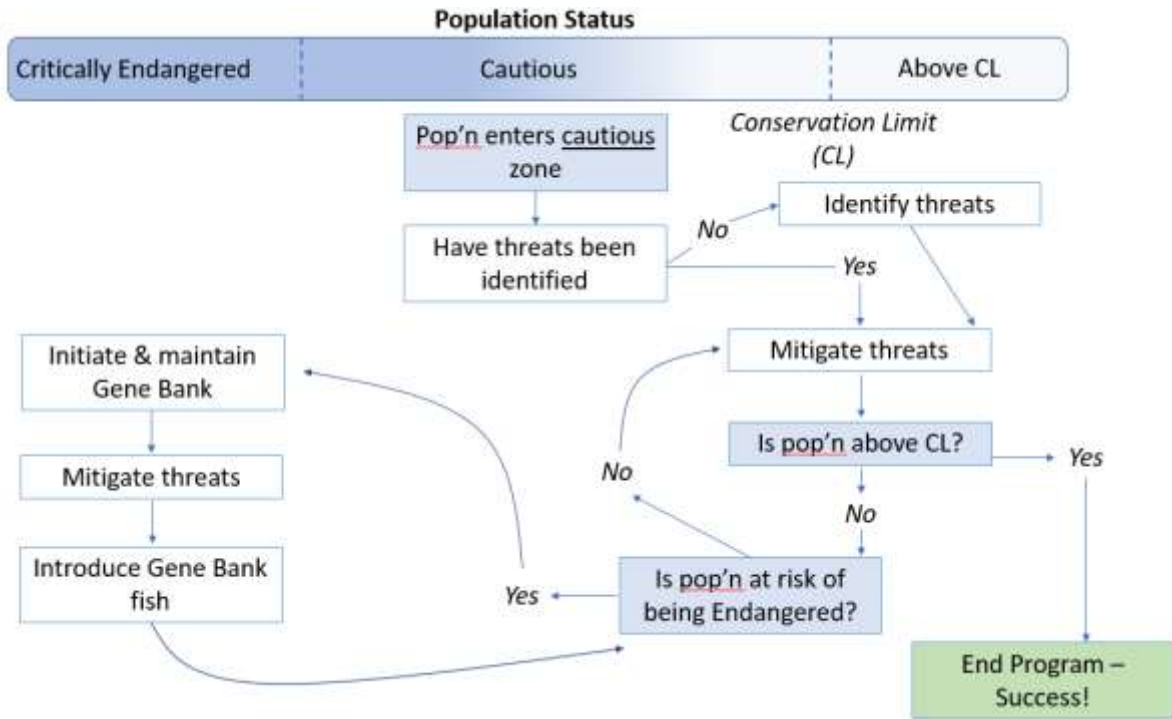 Population Status
Critically Endangered
Cautious
Above CL
Pop'n enters cautious
zone
Conservation Limit
(CL)
Identify threats
No
Have threats been
identified
Yes
Initiate & maintain
Gene Bank
Mitigate threats
Mitigate threats
Is pop'n above CL?
Yes
No
No
Introduce Gene Bank
fish
Yes
Is pop'n at risk of
being Endangered?
End Program –
Success!